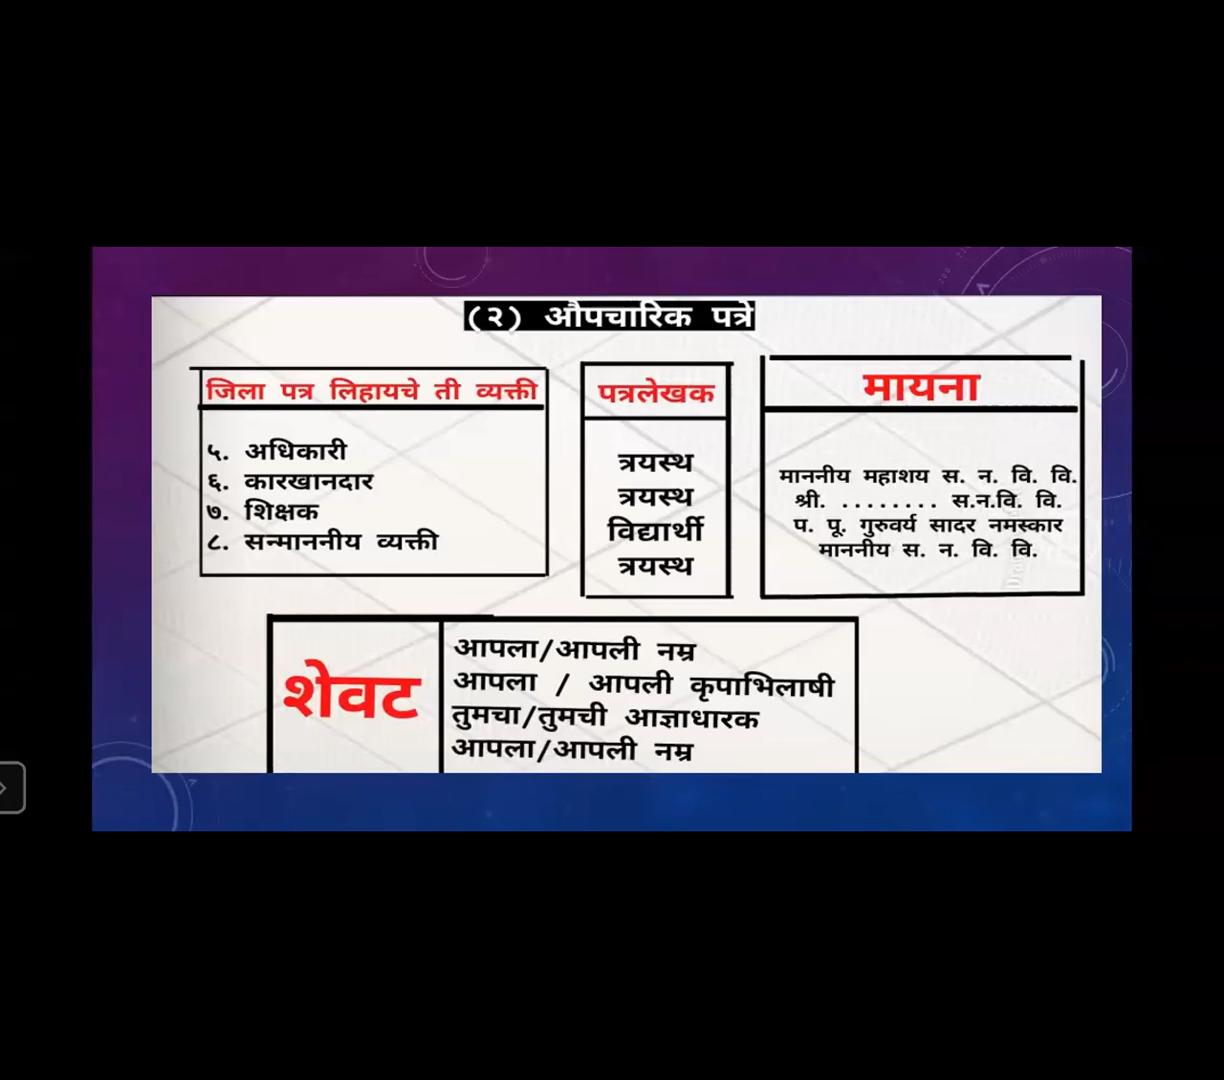 (२) औपचारिक पत्रे
जिला पत्र लिहायचे ती व्यक्ती
५. अधिकारी
६. कारखानदार
७. शिक्षक
८. सन्माननीय व्यक्ती
पत्रलेखक
त्रयस्थ
त्रयस्थ
विद्यार्थी
त्रयस्थ
मायना
माननीय महाशय स. न. वि. वि.
श्री. ........ स.न.वि. वि.
प. पू. गुरुवर्य सादर नमस्कार
माननीय स. न. वि. वि.
शेवट
आपला/आपली नम्र
आपला / आपली कृपाभिलाषी
तुमचा/तुमची आज्ञाधारक
आपला/आपली नम्र